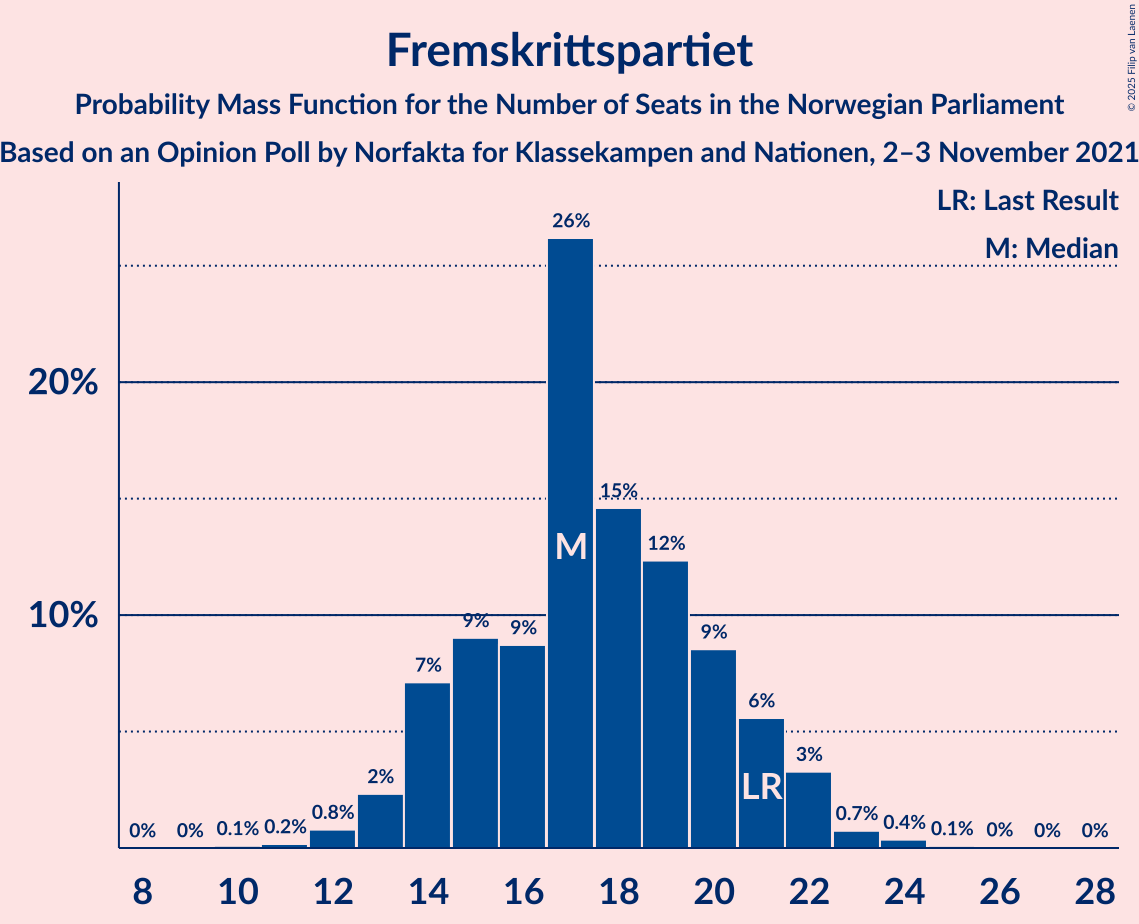 Fremskrittspartiet
Probability Mass Function for the Number of Seats in the Norwegian Parliament
Based on an Opinion Poll by Norfakta for Klassekampen and Nationen, 2–3 November 2021
© 2025 Filip van Laenen
LR: Last Result
M: Median
20%
10%
0%
0%
0.1%
0.2%
0.8%
2%
7%
9%
9%
26%
15%
12%
9%
6%
3%
0.7%
0.4%
0.1%
0%
0%
0%
M
LR
8 10 12 14 16 18 20 22 24 26 28